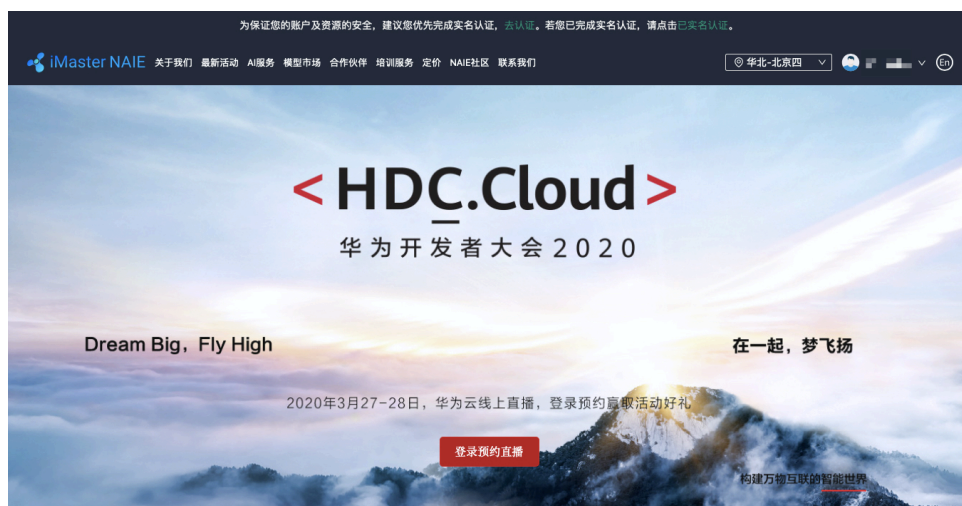 为保证您的账户及资源的安全，建议您优先完成实名认证，去认证。若您已完成实名认证，请点击已实名认证。
iMaster NAIE 关于我们 最新活动 AI服务 模型市场 合作伙伴 培训服务 定价 NAIE社区 联系我们 华北-北京四 En
<HDC.Cloud>
华为开发者大会2020
Dream Big，Fly High 在一起，梦飞扬
2020年3月27-28日，华为云线上直播，登录预约赢取活动好礼
登录预约直播
构建万物互联的智能世界